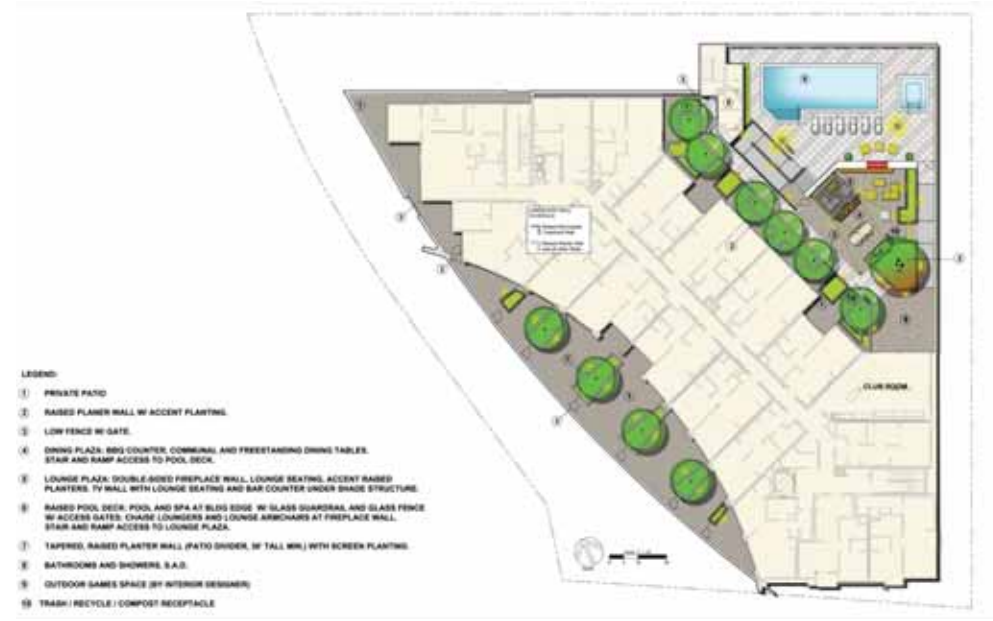 LEGEND:
1 PRIVATE PATIO
2 RAISED PLANER WALL W/ ACCENT PLANTING.
3 LOW FENCE W/ GATE.
4 DINING PLAZA: BBQ COUNTER, COMMUNAL AND FREESTANDING DINING TABLES.
STAIR AND RAMP ACCESS TO POOL DECK.
5 LOUNGE PLAZA: DOUBLE-SIDED FIREPLACE WALL, LOUNGE SEATING, ACCENT RAISED
PLANTERS. TV WALL WITH LOUNGE SEATING AND BAR COUNTER UNDER SHADE STRUCTURE.
6 RAISED POOL DECK: POOL AND SPA AT BLDG EDGE W/ GLASS GUARDRAIL AND GLASS FENCE
W/ ACCESS GATES; CHAISE LOUNGERS AND LOUNGE ARMCHAIRS AT FIREPLACE WALL.
STAIR AND RAMP ACCESS TO LOUNGE PLAZA.
7 TAPERED, RAISED PLANTER WALL (PATIO DIVIDER, 30" TALL MIN.) WITH SCREEN PLANTING.
8 BATHROOMS AND SHOWERS, S.A.D.
9 OUTDOOR GAMES SPACE (BY INTERIOR DESIGNER)
10 TRASH / RECYCLE / COMPOST RECEPTACLE
CLUB ROOM